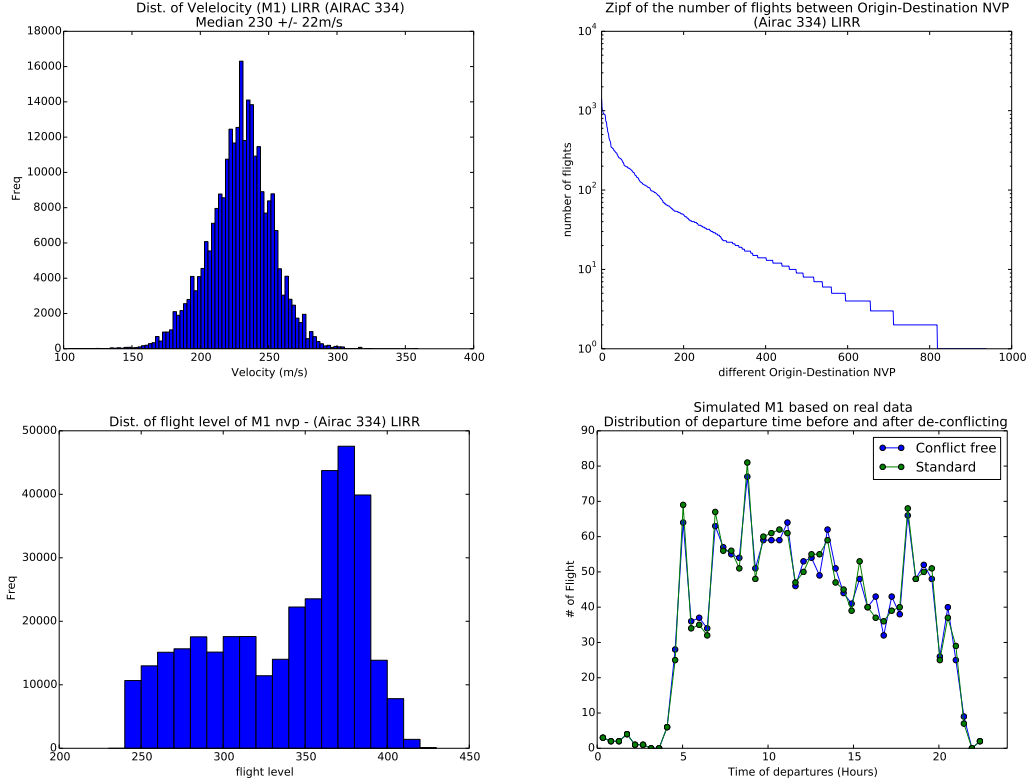 Dist. of Velelocity (M1) LIRR (AIRAC 334)
Median 230 +/- 22m/s
18000
16000
14000
12000
10000
8000
6000
4000
2000
0
Freq
100 150 200 250 300 350 400
Velocity (m/s)
Zipf of the number of flights between Origin-Destination NVP
(Airac 334) LIRR
10^4
10^3
10^2
10^1
10^0
number of flights
0 200 400 600 800 1000
different Origin-Destination NVP
Dist. of flight level of M1 nvp - (Airac 334) LIRR
50000
40000
30000
20000
10000
0
Freq
200 250 300 350 400 450
flight level
Simulated M1 based on real data
Distribution of departure time before and after de-conflicting
90
80
70
60
50
40
30
20
10
0
# of Flight
Conflict free
Standard
5 10 15 20
Time of departures (Hours)